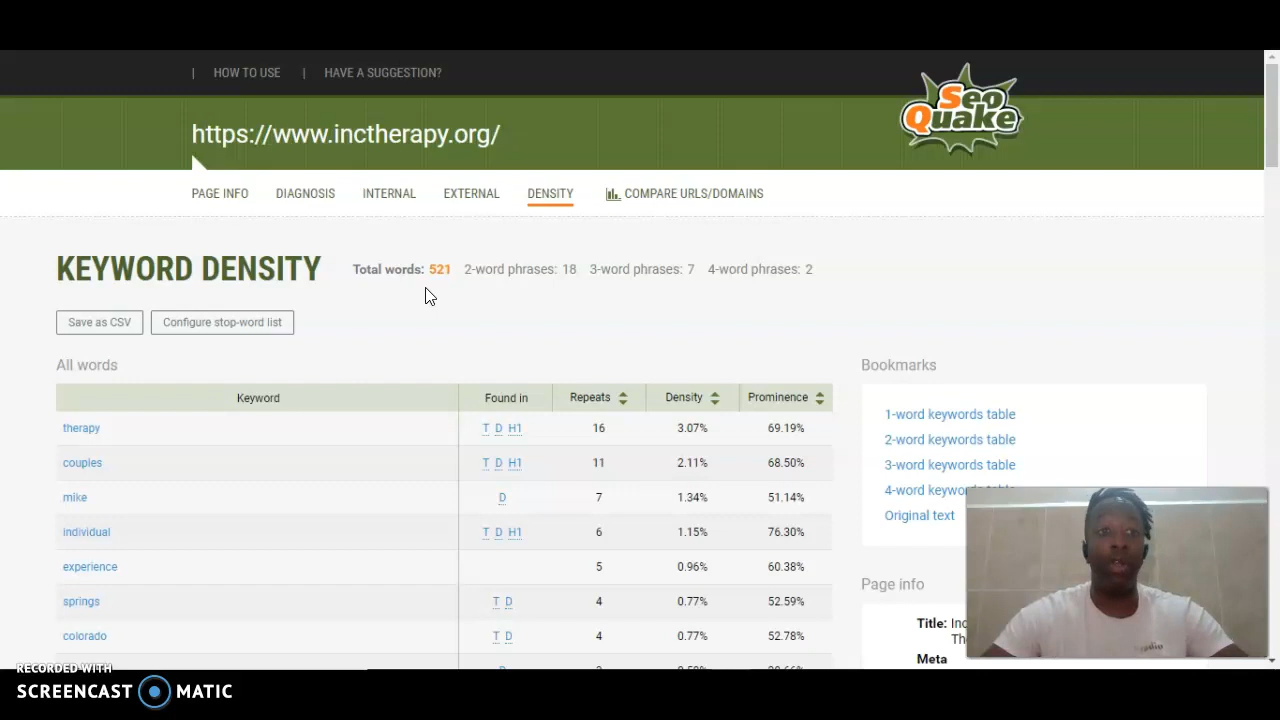 | HOW TO USE | HAVE A SUGGESTION?
Seo
Quake
https://www.inctherapy.org/
PAGE INFO DIAGNOSIS INTERNAL EXTERNAL DENSITY COMPARE URLS/DOMAINS
KEYWORD DENSITY Total words: 521 2-word phrases: 18 3-word phrases: 7 4-word phrases: 2
Save as CSV Configure stop-word list
All words
Keyword Found in Repeats Density Prominence
therapy T D H1 16 3.07% 69.19%
couples T D H1 11 2.11% 68.50%
mike D 7 1.34% 51.14%
individual T D H1 6 1.15% 76.30%
experience 5 0.96% 60.38%
springs T D 4 0.77% 52.59%
colorado T D 4 0.77% 52.78%
Bookmarks
1-word keywords table
2-word keywords table
3-word keywords table
4-word keywords
Original text
Page info
Title: Inc
Meta
RECORDED WITH
SCREENCAST MATIC